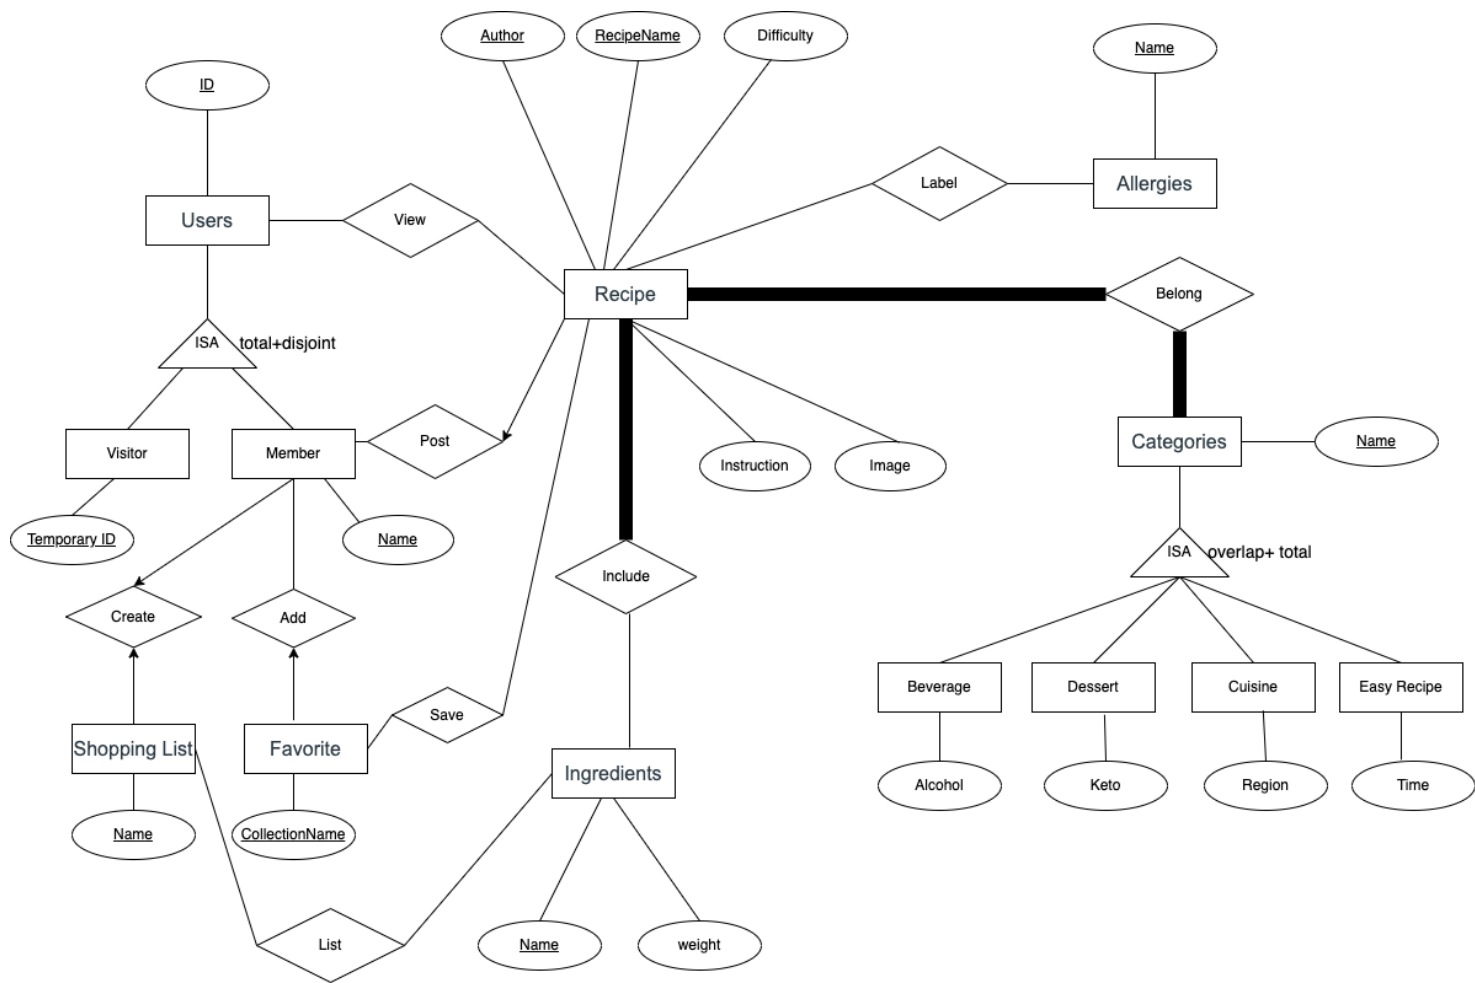 Author
RecipeName
Difficulty
Name
ID
Label
Allergies
Users
View
Recipe
Belong
ISA
total+disjoint
Visitor
Member
Post
Instruction
Image
Categories
Name
Temporary ID
Name
ISA
overlap+ total
Include
Create
Add
Beverage
Dessert
Cuisine
Easy Recipe
Save
Shopping List
Favorite
Ingredients
Alcohol
Keto
Region
Time
Name
CollectionName
List
Name
weight